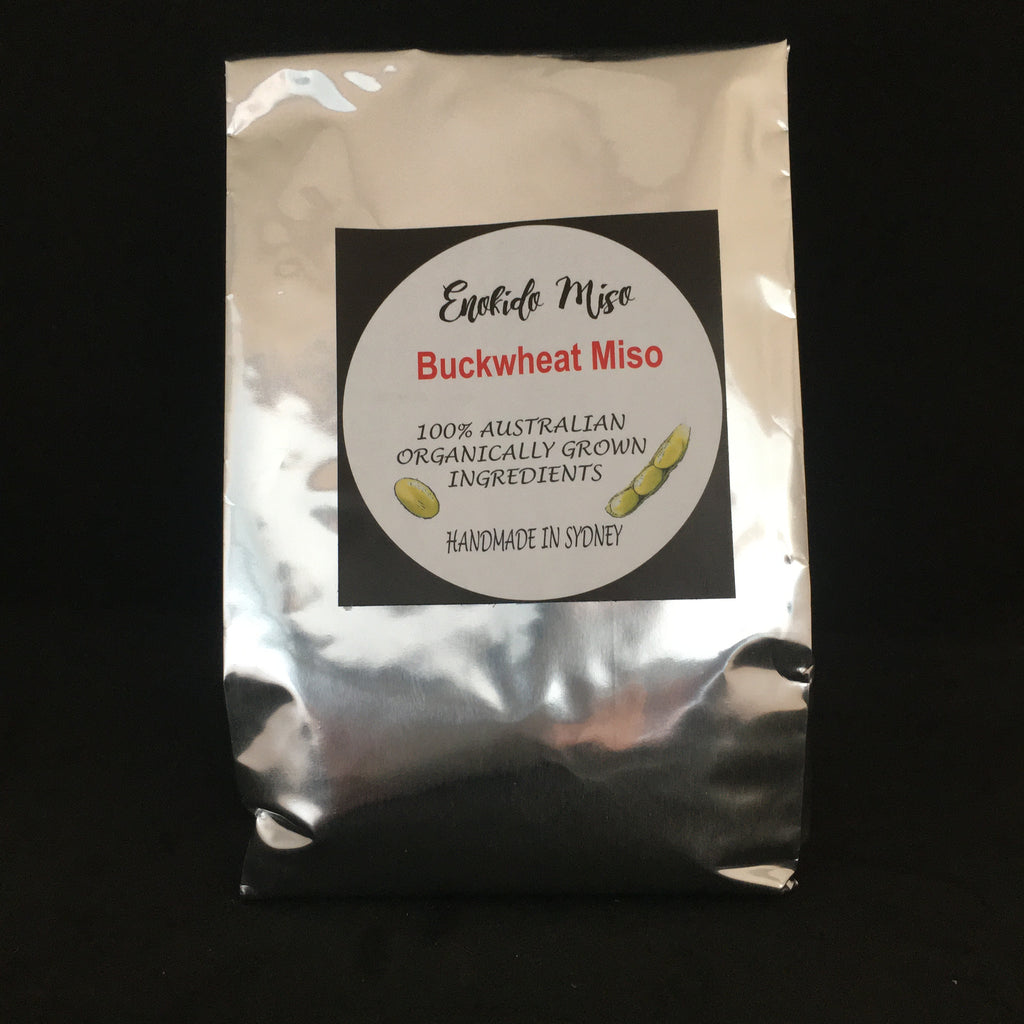 Enokido Miso
Buckwheat Miso
100% AUSTRALIAN
ORGANICALLY GROWN
INGREDIENTS
HANDMADE IN SYDNEY